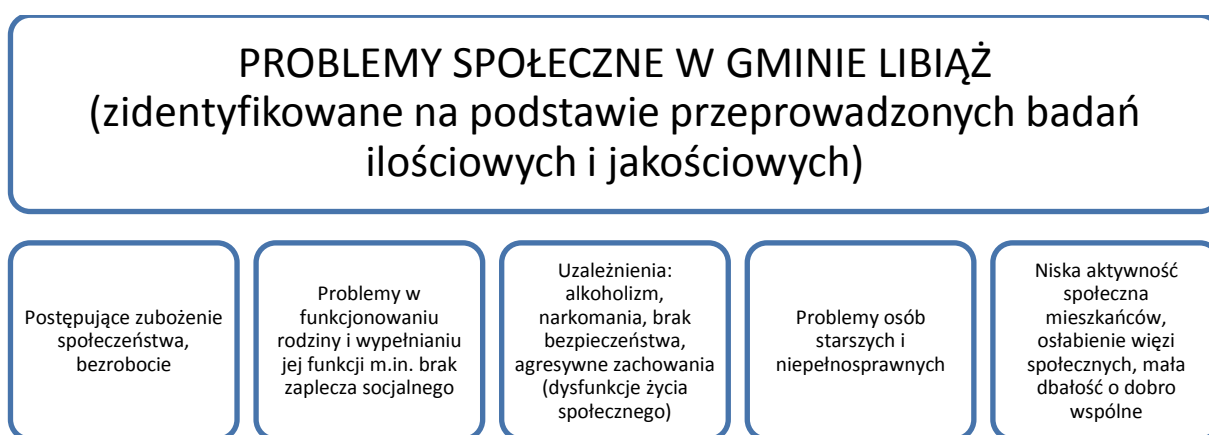 PROBLEMY SPOŁECZNE W GMINIE LIBIĄŻ
(zidentyfikowane na podstawie przeprowadzonych badań
ilościowych i jakościowych)
Postępujące zubożenie
społeczeństwa,
bezrobocie
Problemy w
funkcjonowaniu
rodziny i wypełnianiu
jej funkcji m.in. brak
zaplecza socjalnego
Uzależnienia:
alkoholizm,
narkomania, brak
bezpieczeństwa,
agresywne zachowania
(dysfunkcje życia
społecznego)
Problemy osób
starszych i
niepełnosprawnych
Niska aktywność
społeczna
mieszkańców,
osłabienie więzi
społecznych, mała
dbałość o dobro
wspólne